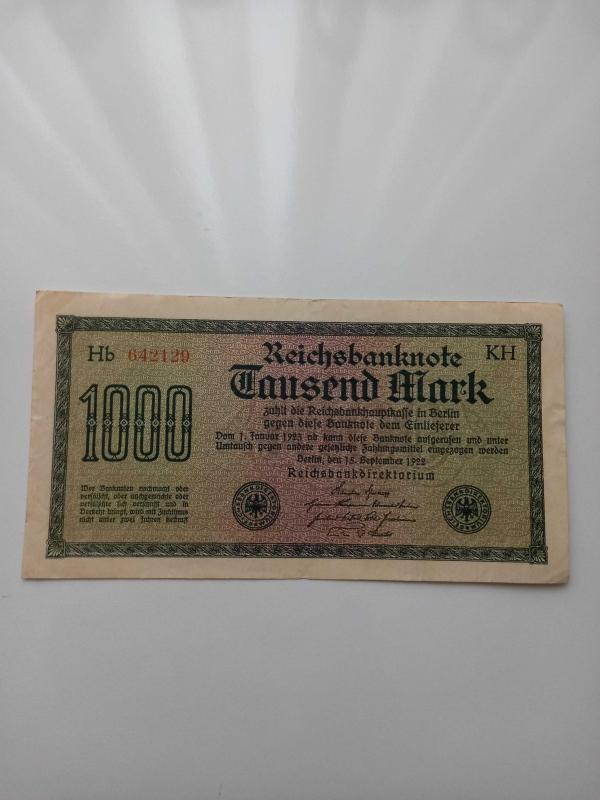 Hb 642129
KH
Reichsbanknote
Tausend Mark
1000
zahlt die Reichsbankhauptkasse in Berlin
gegen diese Banknote dem Einlieferer
Vom 1. Januar 1923 ab kann diese Banknote aufgerufen und unter
Umtausch gegen andere gesetzliche Zahlungsmittel eingezogen werden
Berlin, den 15. September 1922
Reichsbankdirektorium
Wer Banknoten nachmacht oder
verfälscht, oder nachgemachte oder
verfälschte sich verschafft und in
Verkehr bringt, wird mit Zuchthaus
nicht unter zwei Jahren bestraft